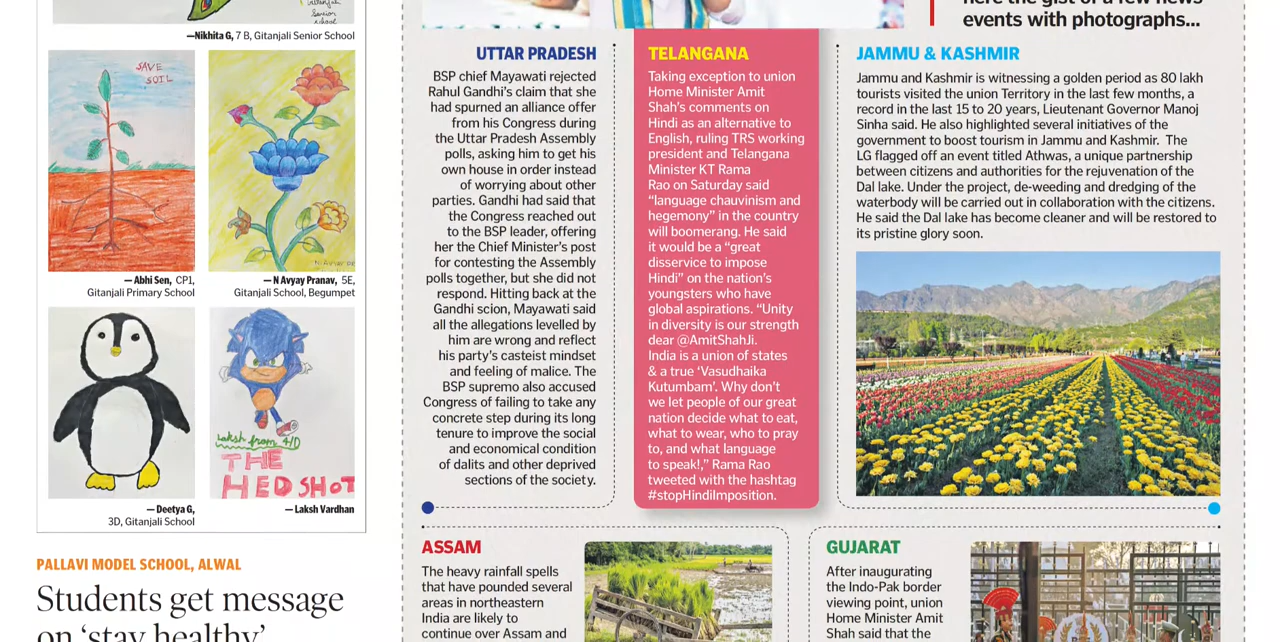 Gitanjali
Senior
School
—Nikhita G, 7 B, Gitanjali Senior School
SAVE
SOIL
N Avyay
— Abhi Sen, CP1,
Gitanjali Primary School
— N Avyay Pranav, 5E,
Gitanjali School, Begumpet
Laksh from 4/D
THE
HEDSHOT
— Deetya G,
3D, Gitanjali School
— Laksh Vardhan
PALLAVI MODEL SCHOOL, ALWAL
Students get message
on ‘stay healthy’
here the gist of a few news
events with photographs...
UTTAR PRADESH
BSP chief Mayawati rejected
Rahul Gandhi’s claim that she
had spurned an alliance offer
from his Congress during
the Uttar Pradesh Assembly
polls, asking him to get his
own house in order instead
of worrying about other
parties. Gandhi had said that
the Congress reached out
to the BSP leader, offering
her the Chief Minister’s post
for contesting the Assembly
polls together, but she did not
respond. Hitting back at the
Gandhi scion, Mayawati said
all the allegations levelled by
him are wrong and reflect
his party’s casteist mindset
and feeling of malice. The
BSP supremo also accused
Congress of failing to take any
concrete step during its long
tenure to improve the social
and economical condition
of dalits and other deprived
sections of the society.
TELANGANA
Taking exception to union
Home Minister Amit
Shah’s comments on
Hindi as an alternative to
English, ruling TRS working
president and Telangana
Minister KT Rama
Rao on Saturday said
“language chauvinism and
hegemony” in the country
will boomerang. He said
it would be a “great
disservice to impose
Hindi” on the nation’s
youngsters who have
global aspirations. “Unity
in diversity is our strength
dear @AmitShahJi.
India is a union of states
& a true ‘Vasudhaika
Kutumbam’. Why don’t
we let people of our great
nation decide what to eat,
what to wear, who to pray
to, and what language
to speak!,” Rama Rao
tweeted with the hashtag
#stopHindiImposition.
JAMMU & KASHMIR
Jammu and Kashmir is witnessing a golden period as 80 lakh
tourists visited the union Territory in the last few months, a
record in the last 15 to 20 years, Lieutenant Governor Manoj
Sinha said. He also highlighted several initiatives of the
government to boost tourism in Jammu and Kashmir. The
LG flagged off an event titled Athwas, a unique partnership
between citizens and authorities for the rejuvenation of the
Dal lake. Under the project, de-weeding and dredging of the
waterbody will be carried out in collaboration with the citizens.
He said the Dal lake has become cleaner and will be restored to
its pristine glory soon.
ASSAM
The heavy rainfall spells
that have pounded several
areas in northeastern
India are likely to
continue over Assam and
GUJARAT
After inaugurating
the Indo-Pak border
viewing point, union
Home Minister Amit
Shah said that the